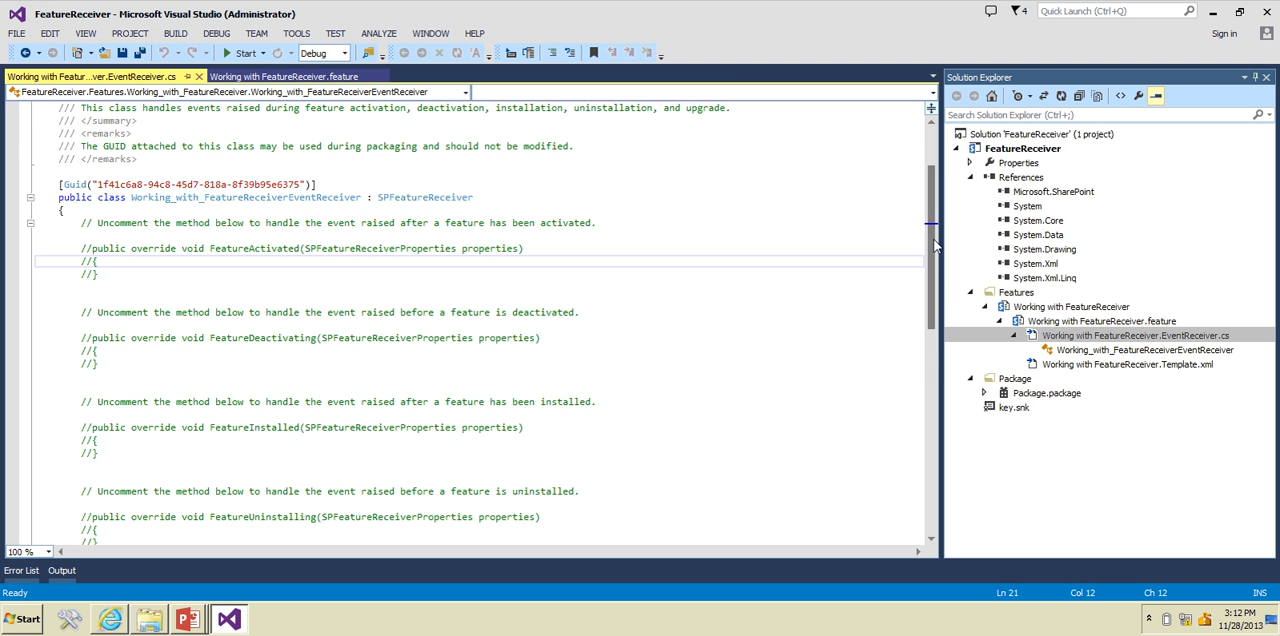 FeatureReceiver - Microsoft Visual Studio (Administrator)
4
Quick Launch (Ctrl+Q)
FILE EDIT VIEW PROJECT BUILD DEBUG TEAM TOOLS TEST ANALYZE WINDOW HELP
Sign in
Start
Debug
Working with Featur...ver.EventReceiver.cs
Working with FeatureReceiver.feature
FeatureReceiver.Features.Working_with_FeatureReceiver.Working_with_FeatureReceiverEventReceiver
/// This class handles events raised during feature activation, deactivation, installation, uninstallation, and upgrade.
/// </summary>
/// <remarks>
/// The GUID attached to this class may be used during packaging and should not be modified.
/// </remarks>
[Guid("1f41c6a8-94c8-45d7-818a-8f39b95e6375")]
public class Working_with_FeatureReceiverEventReceiver : SPFeatureReceiver
{
// Uncomment the method below to handle the event raised after a feature has been activated.
//public override void FeatureActivated(SPFeatureReceiverProperties properties)
//{
//}
// Uncomment the method below to handle the event raised before a feature is deactivated.
//public override void FeatureDeactivating(SPFeatureReceiverProperties properties)
//{
//}
// Uncomment the method below to handle the event raised after a feature has been installed.
//public override void FeatureInstalled(SPFeatureReceiverProperties properties)
//{
//}
// Uncomment the method below to handle the event raised before a feature is uninstalled.
//public override void FeatureUninstalling(SPFeatureReceiverProperties properties)
//{
//}
100 %
Solution Explorer
Search Solution Explorer (Ctrl+;)
Solution 'FeatureReceiver' (1 project)
FeatureReceiver
Properties
References
Microsoft.SharePoint
System
System.Core
System.Data
System.Drawing
System.Xml
System.Xml.Linq
Features
Working with FeatureReceiver
Working with FeatureReceiver.feature
Working with FeatureReceiver.EventReceiver.cs
Working_with_FeatureReceiverEventReceiver
Working with FeatureReceiver.Template.xml
Package
Package.package
key.snk
Error List Output
Ready
Ln 21 Col 12 Ch 12 INS
Start
3:12 PM
11/28/2013